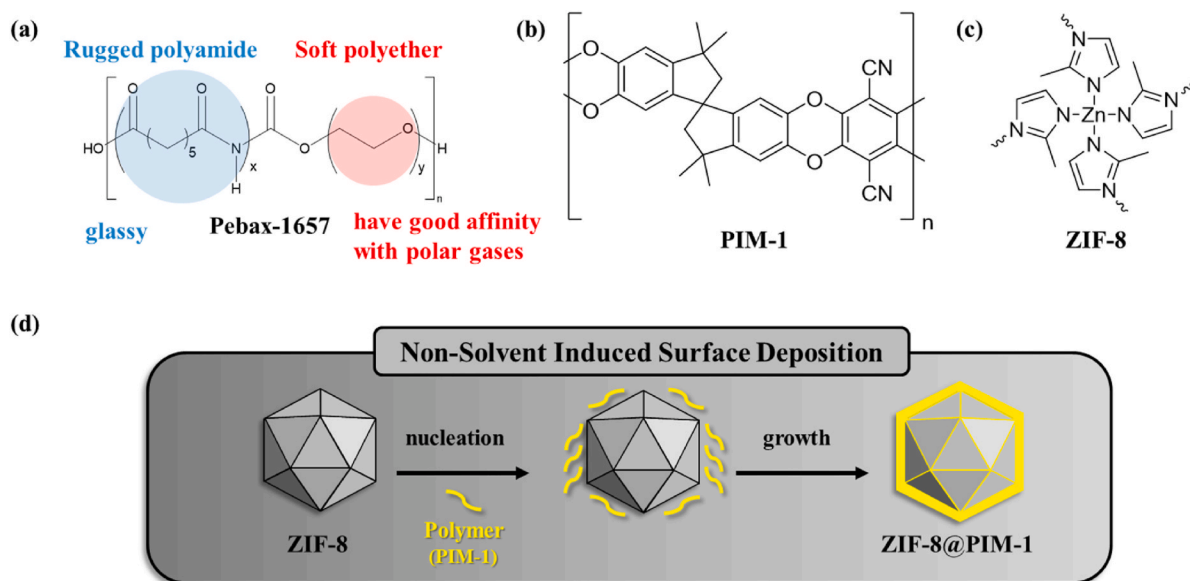 (a)
Rugged polyamide
Soft polyether
O
O
O
HO
5
N
H
x
O
O
y
H
n
glassy
Pebax-1657
have good affinity
with polar gases
(b)
O
O
O
O
CN
CN
n
PIM-1
(c)
N
N
N
N
Zn
N
N
N
N
ZIF-8
(d)
Non-Solvent Induced Surface Deposition
nucleation
growth
Polymer
(PIM-1)
ZIF-8
ZIF-8@PIM-1